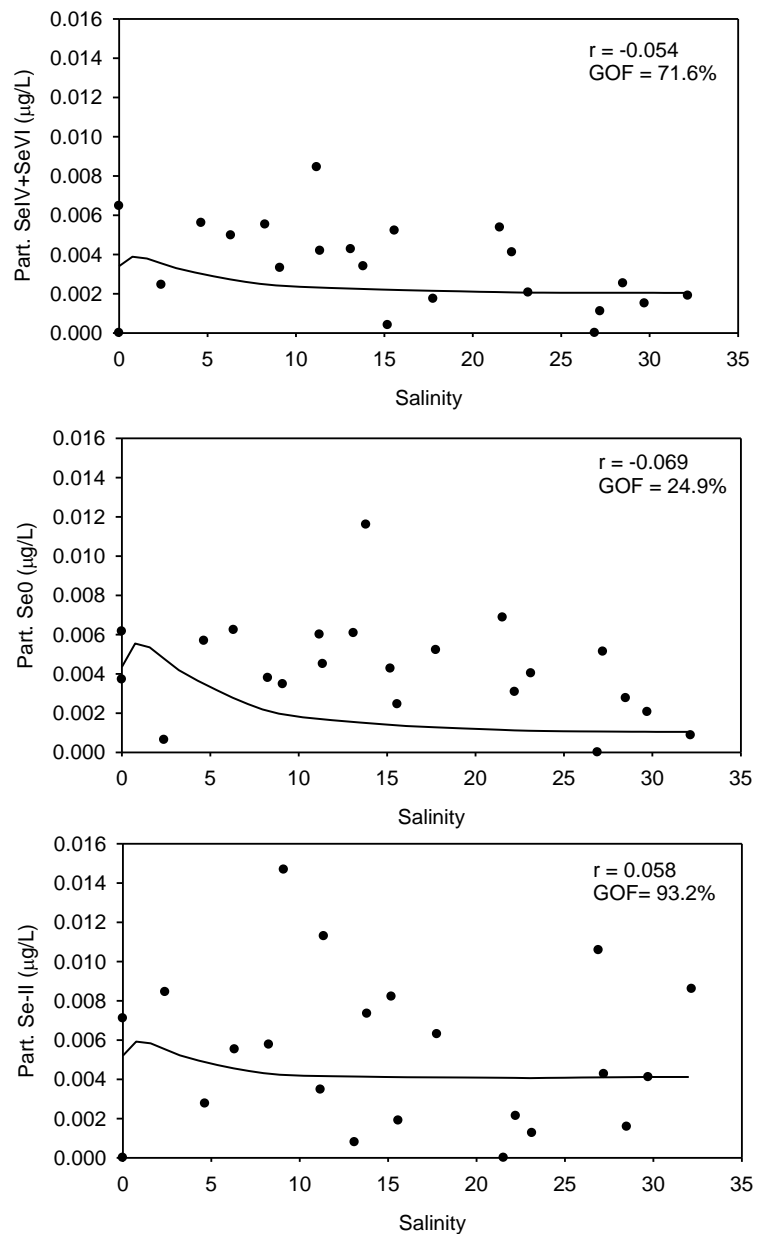 0.016
0.014
0.012
0.010
0.008
0.006
0.004
0.002
0.000
Part. SeIV+SeVI (µg/L)
r = -0.054
GOF = 71.6%
0 5 10 15 20 25 30 35
Salinity
0.016
0.014
0.012
0.010
0.008
0.006
0.004
0.002
0.000
Part. Se0 (µg/L)
r = -0.069
GOF = 24.9%
0 5 10 15 20 25 30 35
Salinity
0.016
0.014
0.012
0.010
0.008
0.006
0.004
0.002
0.000
Part. Se-II (µg/L)
r = 0.058
GOF= 93.2%
0 5 10 15 20 25 30 35
Salinity